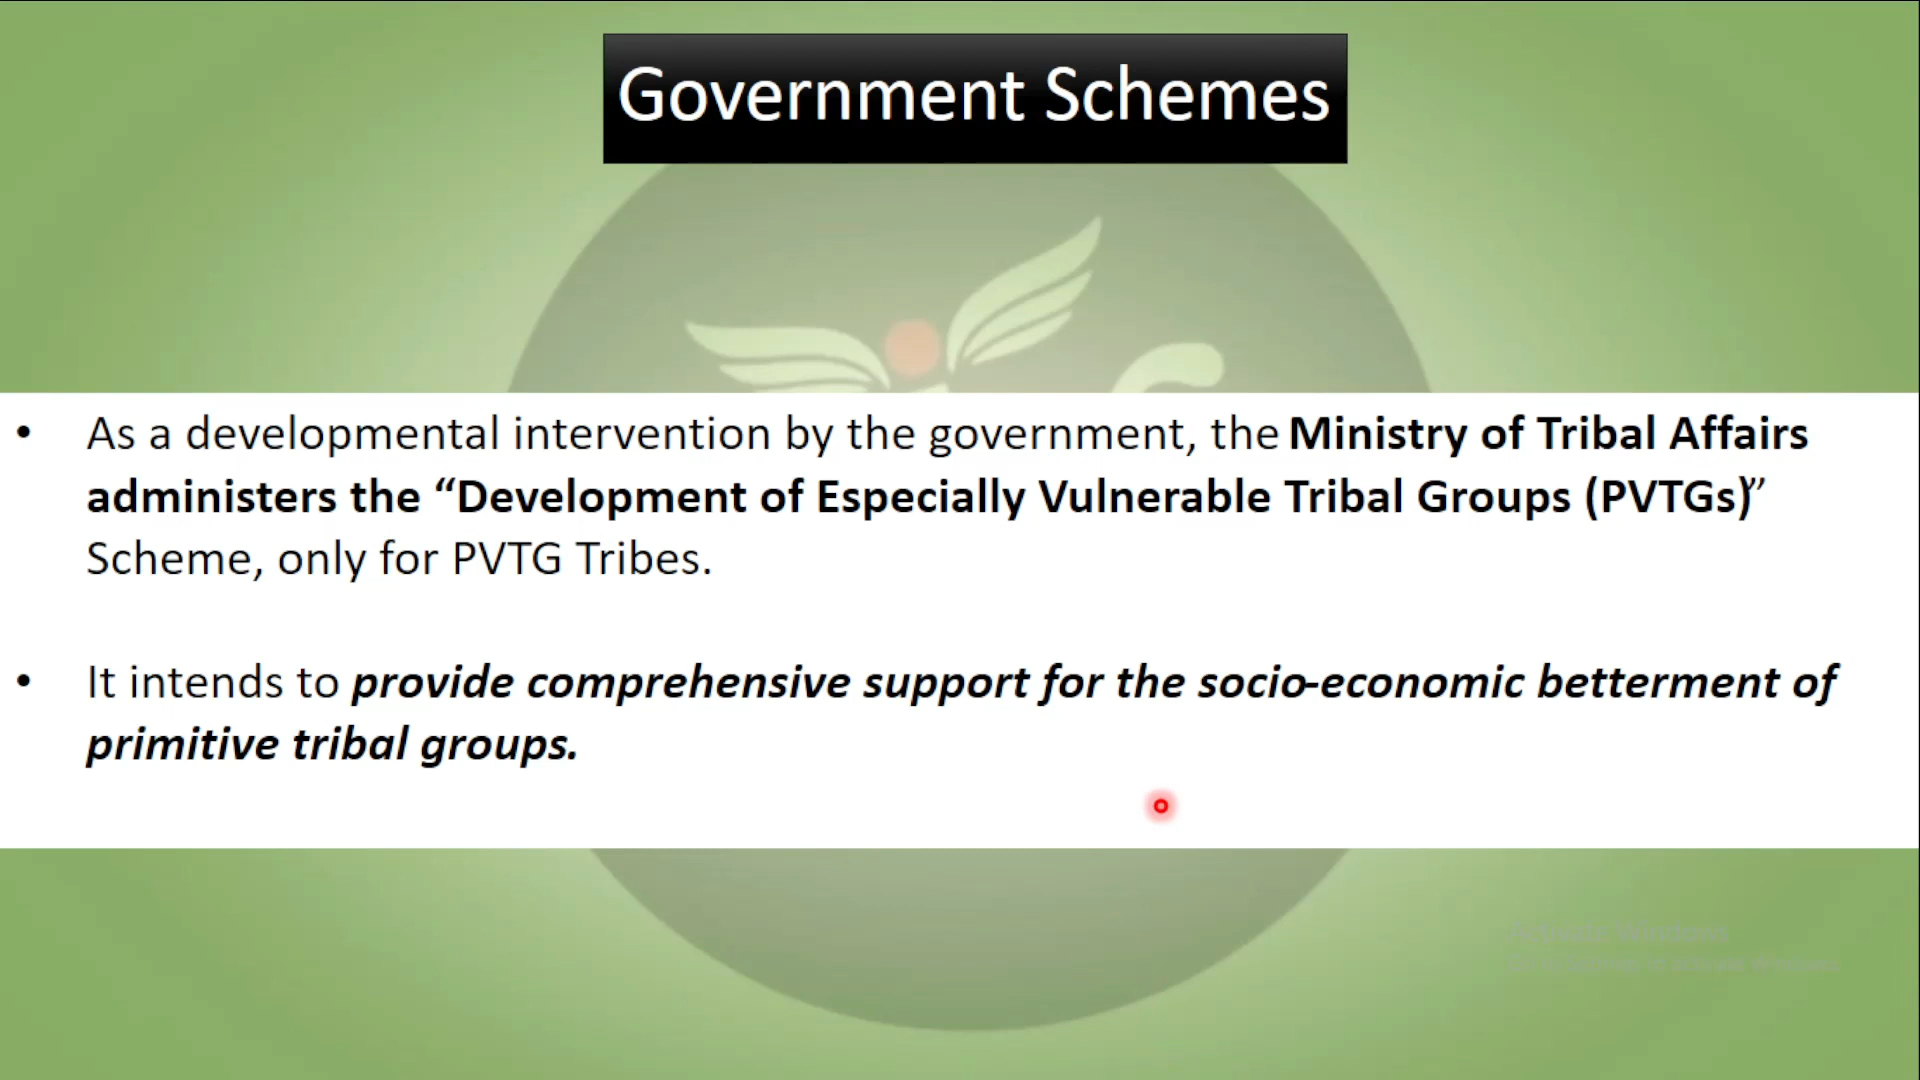 Government Schemes
• As a developmental intervention by the government, the Ministry of Tribal Affairs
administers the “Development of Especially Vulnerable Tribal Groups (PVTGs)”
Scheme, only for PVTG Tribes.
• It intends to provide comprehensive support for the socio-economic betterment of
primitive tribal groups.
Activate Windows